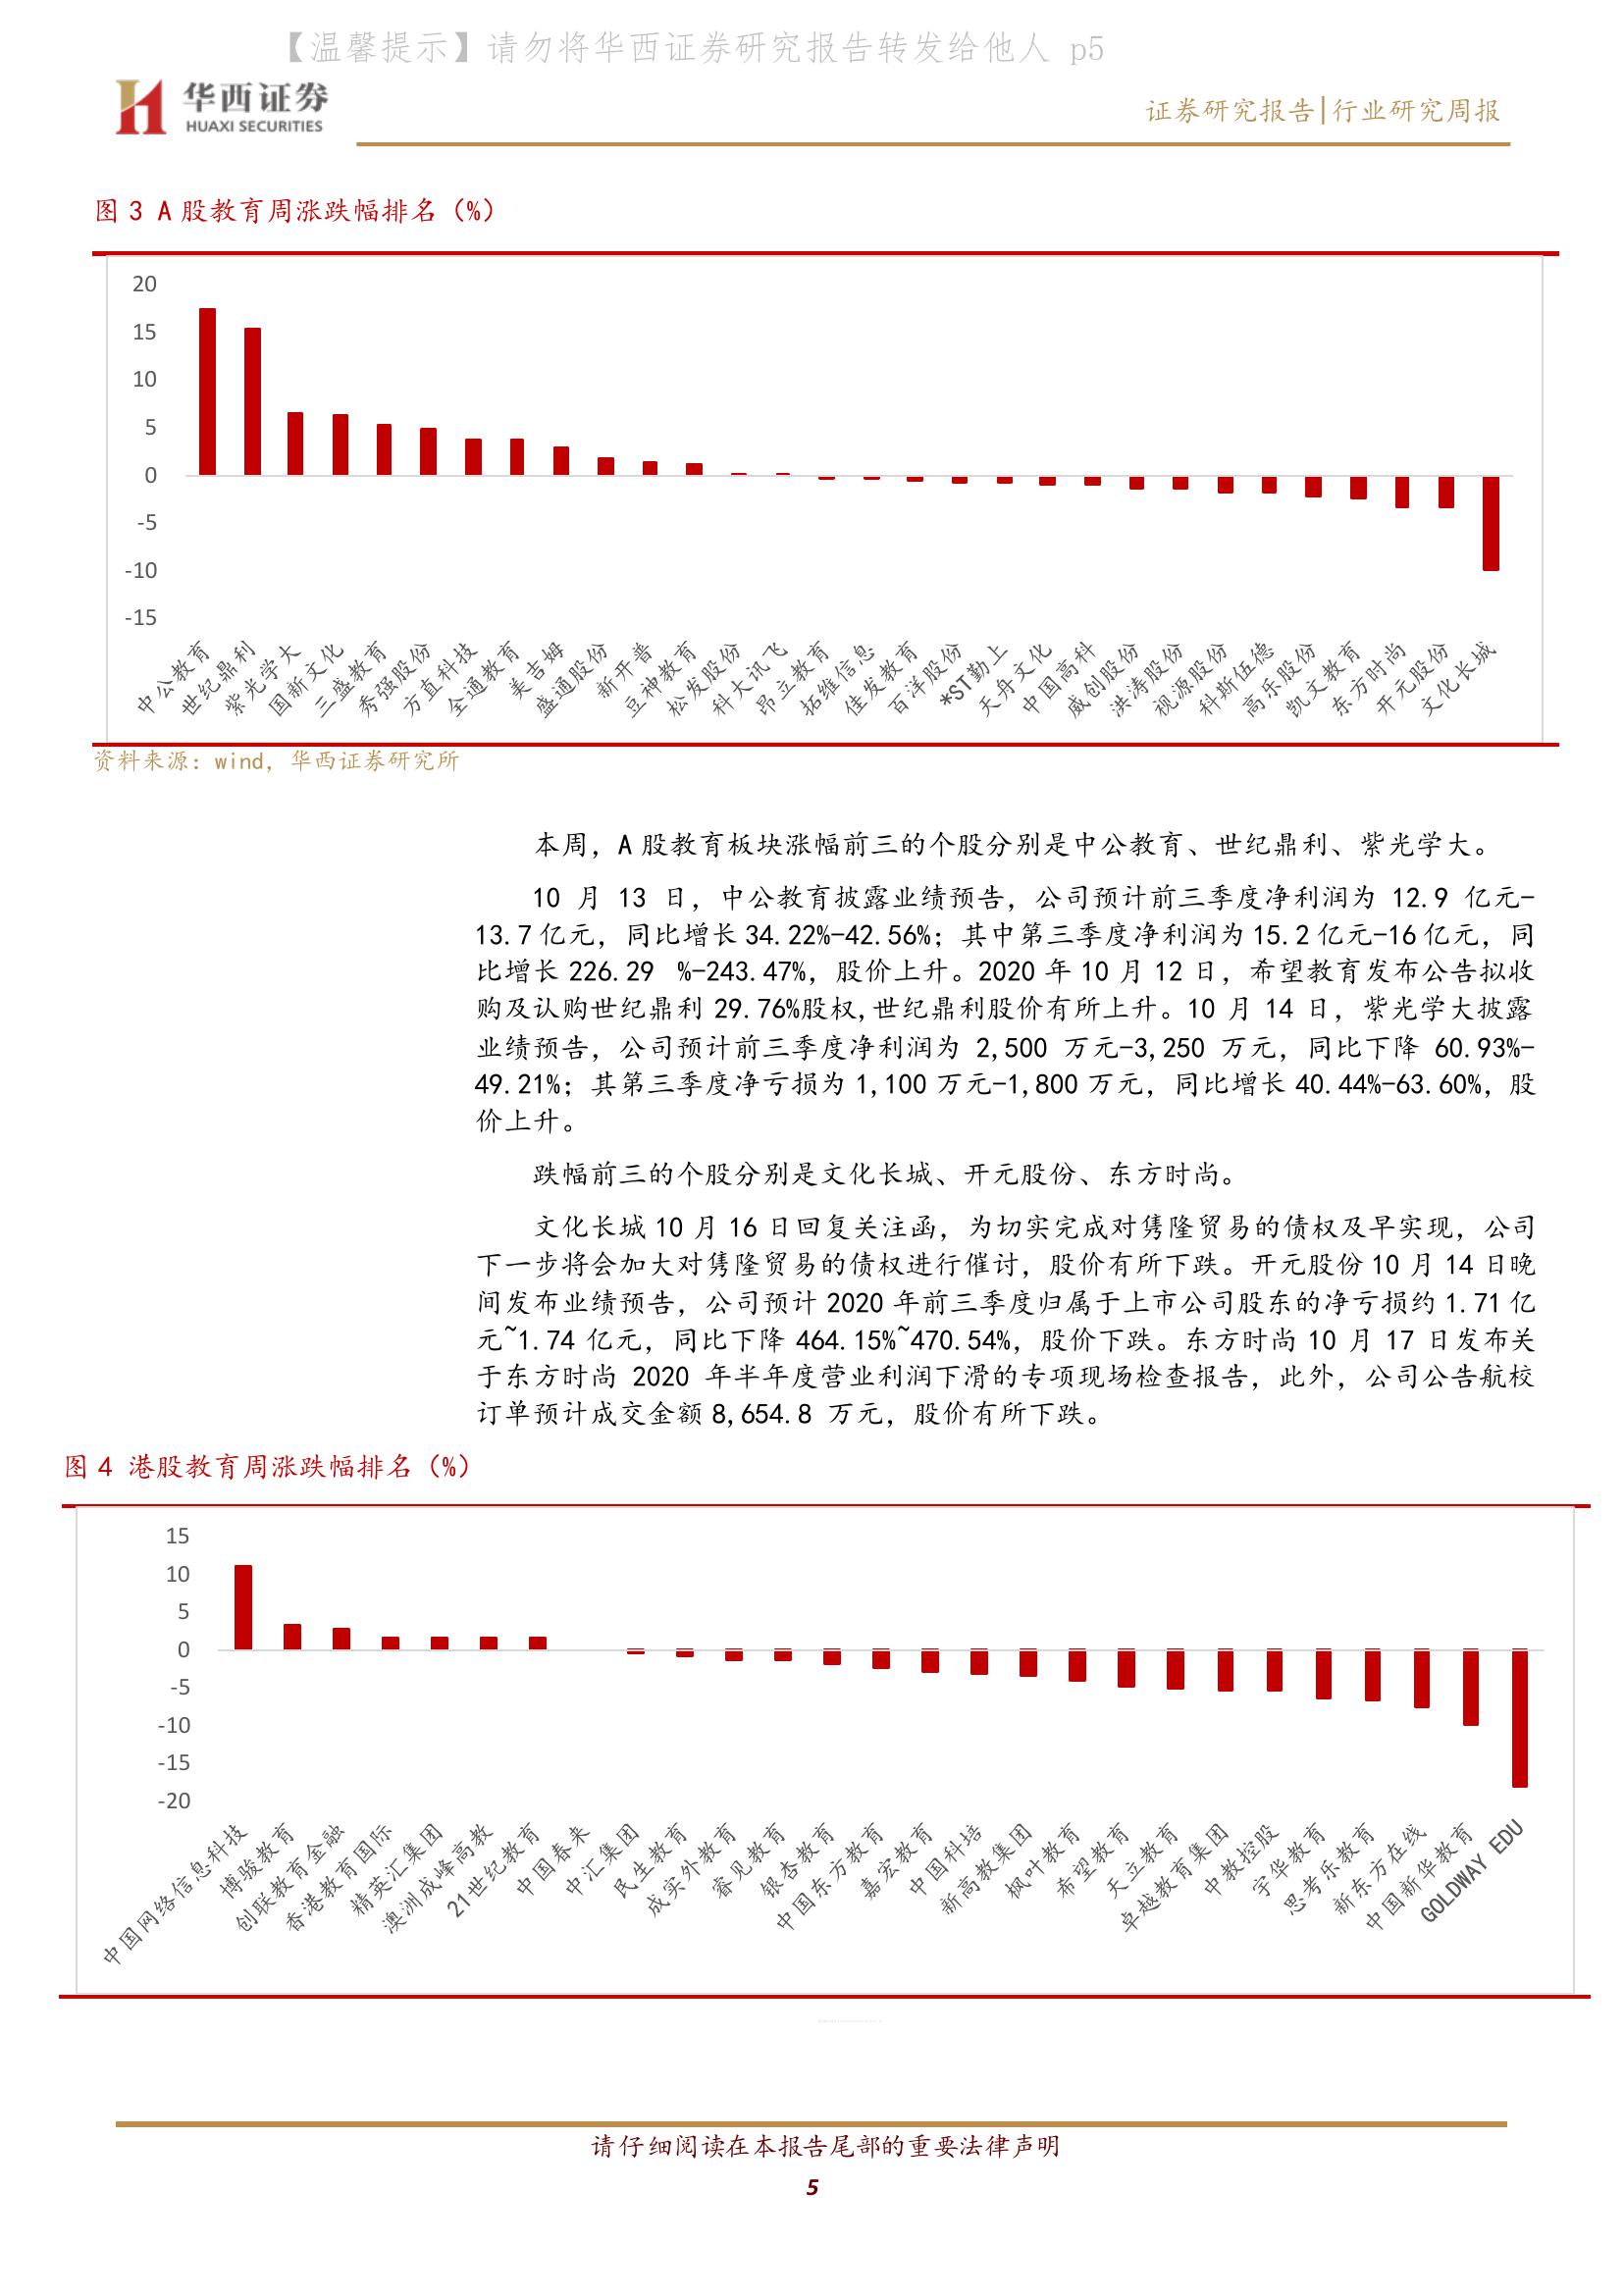 【温馨提示】请勿将华西证券研究报告转发给他人 p5
华西证券
HUAXI SECURITIES
证券研究报告|行业研究周报
图 3 A 股教育周涨跌幅排名（%）
20
15
10
5
0
-5
-10
-15
中公教育
世纪鼎利
紫光学大
国新文化
三盛教育
秀强股份
方直科技
全通教育
美吉姆
盛通股份
新开普
豆神教育
松发股份
科大讯飞
昂立教育
拓维信息
佳发教育
百洋股份
*ST勤上
天舟文化
中国高科
威创股份
洪涛股份
视源股份
科斯伍德
高乐股份
凯文教育
东方时尚
开元股份
文化长城
资料来源：wind，华西证券研究所
本周，A 股教育板块涨幅前三的个股分别是中公教育、世纪鼎利、紫光学大。
10 月 13 日，中公教育披露业绩预告，公司预计前三季度净利润为 12.9 亿元-
13.7 亿元，同比增长 34.22%-42.56%；其中第三季度净利润为 15.2 亿元-16 亿元，同
比增长 226.29 %-243.47%，股价上升。2020 年 10 月 12 日，希望教育发布公告拟收
购及认购世纪鼎利 29.76%股权,世纪鼎利股价有所上升。10 月 14 日，紫光学大披露
业绩预告，公司预计前三季度净利润为 2,500 万元-3,250 万元，同比下降 60.93%-
49.21%；其第三季度净亏损为 1,100 万元-1,800 万元，同比增长 40.44%-63.60%，股
价上升。
跌幅前三的个股分别是文化长城、开元股份、东方时尚。
文化长城 10 月 16 日回复关注函，为切实完成对隽隆贸易的债权及早实现，公司
下一步将会加大对隽隆贸易的债权进行催讨，股价有所下跌。开元股份 10 月 14 日晚
间发布业绩预告，公司预计 2020 年前三季度归属于上市公司股东的净亏损约 1.71 亿
元~1.74 亿元，同比下降 464.15%~470.54%，股价下跌。东方时尚 10 月 17 日发布关
于东方时尚 2020 年半年度营业利润下滑的专项现场检查报告，此外，公司公告航校
订单预计成交金额 8,654.8 万元，股价有所下跌。
图 4 港股教育周涨跌幅排名（%）
15
10
5
0
-5
-10
-15
-20
中国网络信息科技
博骏教育
创联教育金融
香港教育国际
精英汇集团
澳洲成峰高教
21世纪教育
中国春来
中汇集团
民生教育
成实外教育
睿见教育
银杏教育
中国东方教育
嘉宏教育
中国科培
新高教集团
枫叶教育
希望教育
天立教育
卓越教育集团
中教控股
宇华教育
思考乐教育
新东方在线
中国新华教育
GOLDWAY EDU
请仔细阅读在本报告尾部的重要法律声明
5